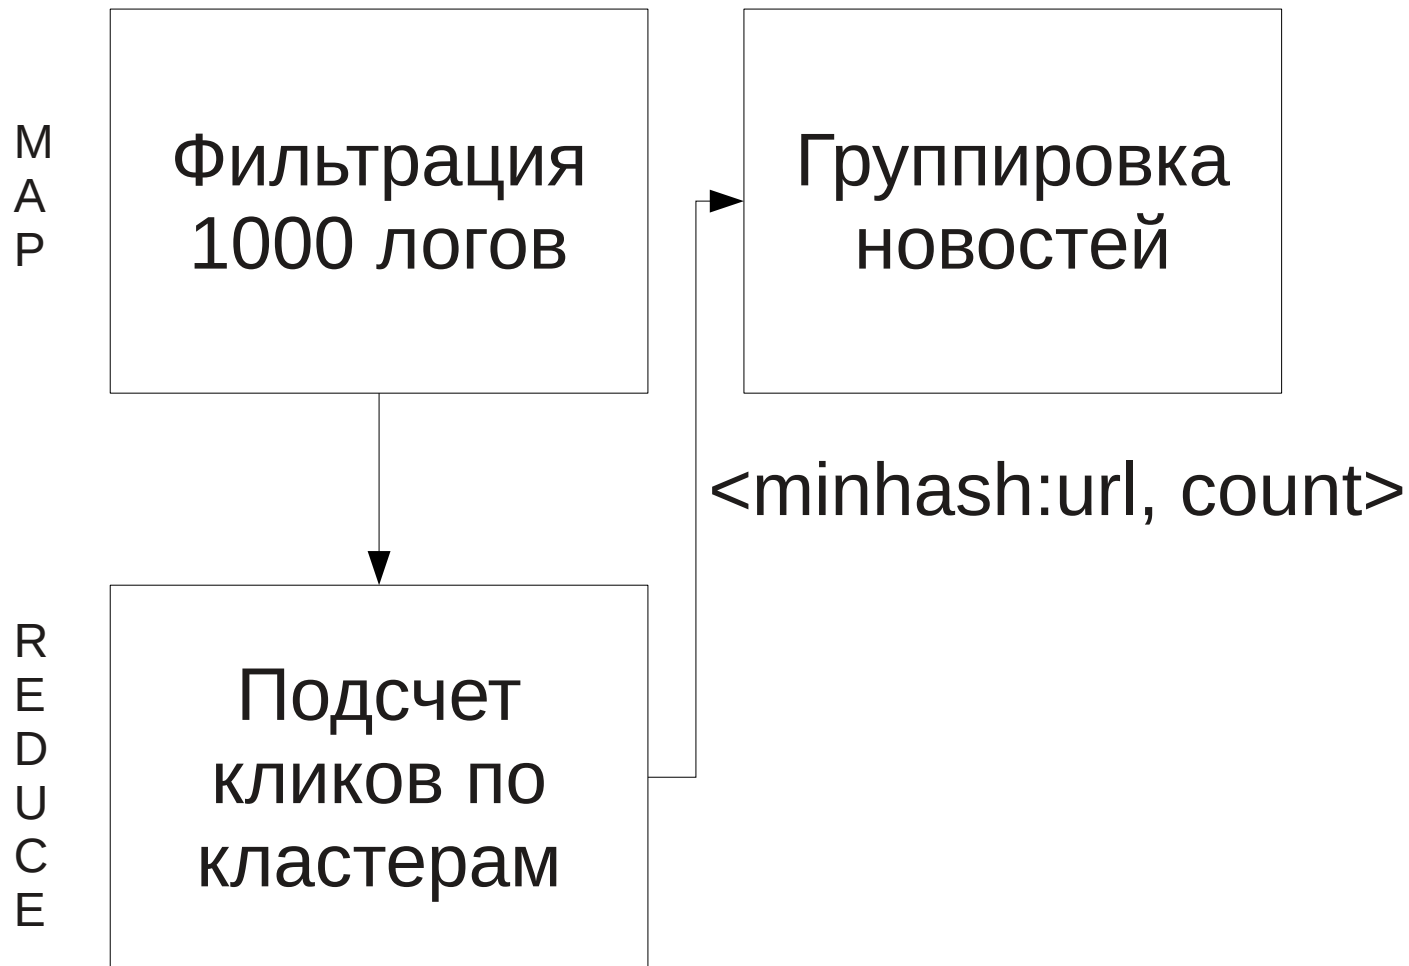 M
A
P
Фильтрация
1000 логов
Группировка
новостей
<minhash:url, count>
R
E
D
U
C
E
Подсчет
кликов по
кластерам